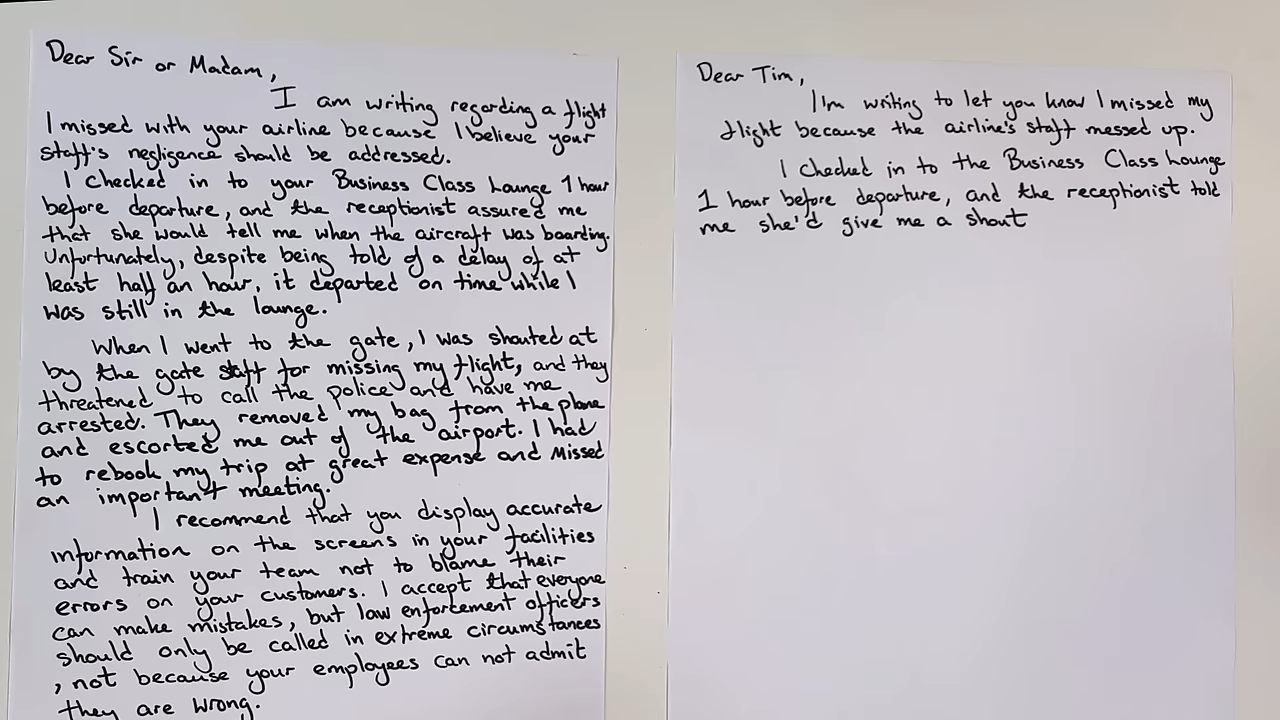 Dear Sir or Madam,
I am writing regarding a flight
I missed with your airline because I believe your
staff's negligence should be addressed.
I checked in to your Business Class Lounge 1 hour
before departure, and the receptionist assured me
that she would tell me when the aircraft was boarding.
Unfortunately, despite being told of a delay of at
least half an hour, it departed on time while I
was still in the lounge.
When I went to the gate, I was shouted at
by the gate staff for missing my flight, and they
threatened to call the police and have me
arrested. They removed my bag from the plane
and escorted me out of the airport. I had
to rebook my trip at great expense and missed
an important meeting.
I recommend that you display accurate
information on the screens in your facilities
and train your team not to blame their
errors on your customers. I accept that everyone
can make mistakes, but law enforcement officers
should only be called in extreme circumstances
, not because your employees can not admit
they are wrong.
Dear Tim,
I'm writing to let you know I missed my
flight because the airline's staff messed up.
I checked in to the Business Class Lounge
1 hour before departure, and the receptionist told
me she'd give me a shout